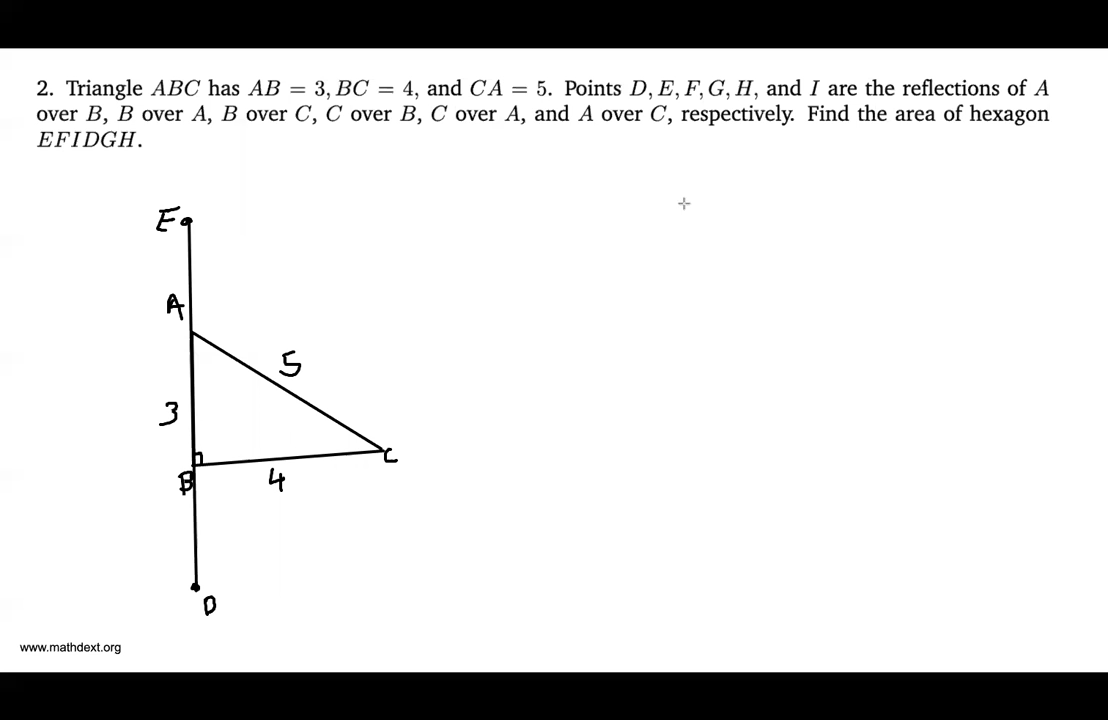 2. Triangle ABC has AB = 3, BC = 4, and CA = 5. Points D, E, F, G, H, and I are the reflections of A
over B, B over A, B over C, C over B, C over A, and A over C, respectively. Find the area of hexagon
EFIDGH.
E
A
5
3
C
B
4
D
www.mathdext.org